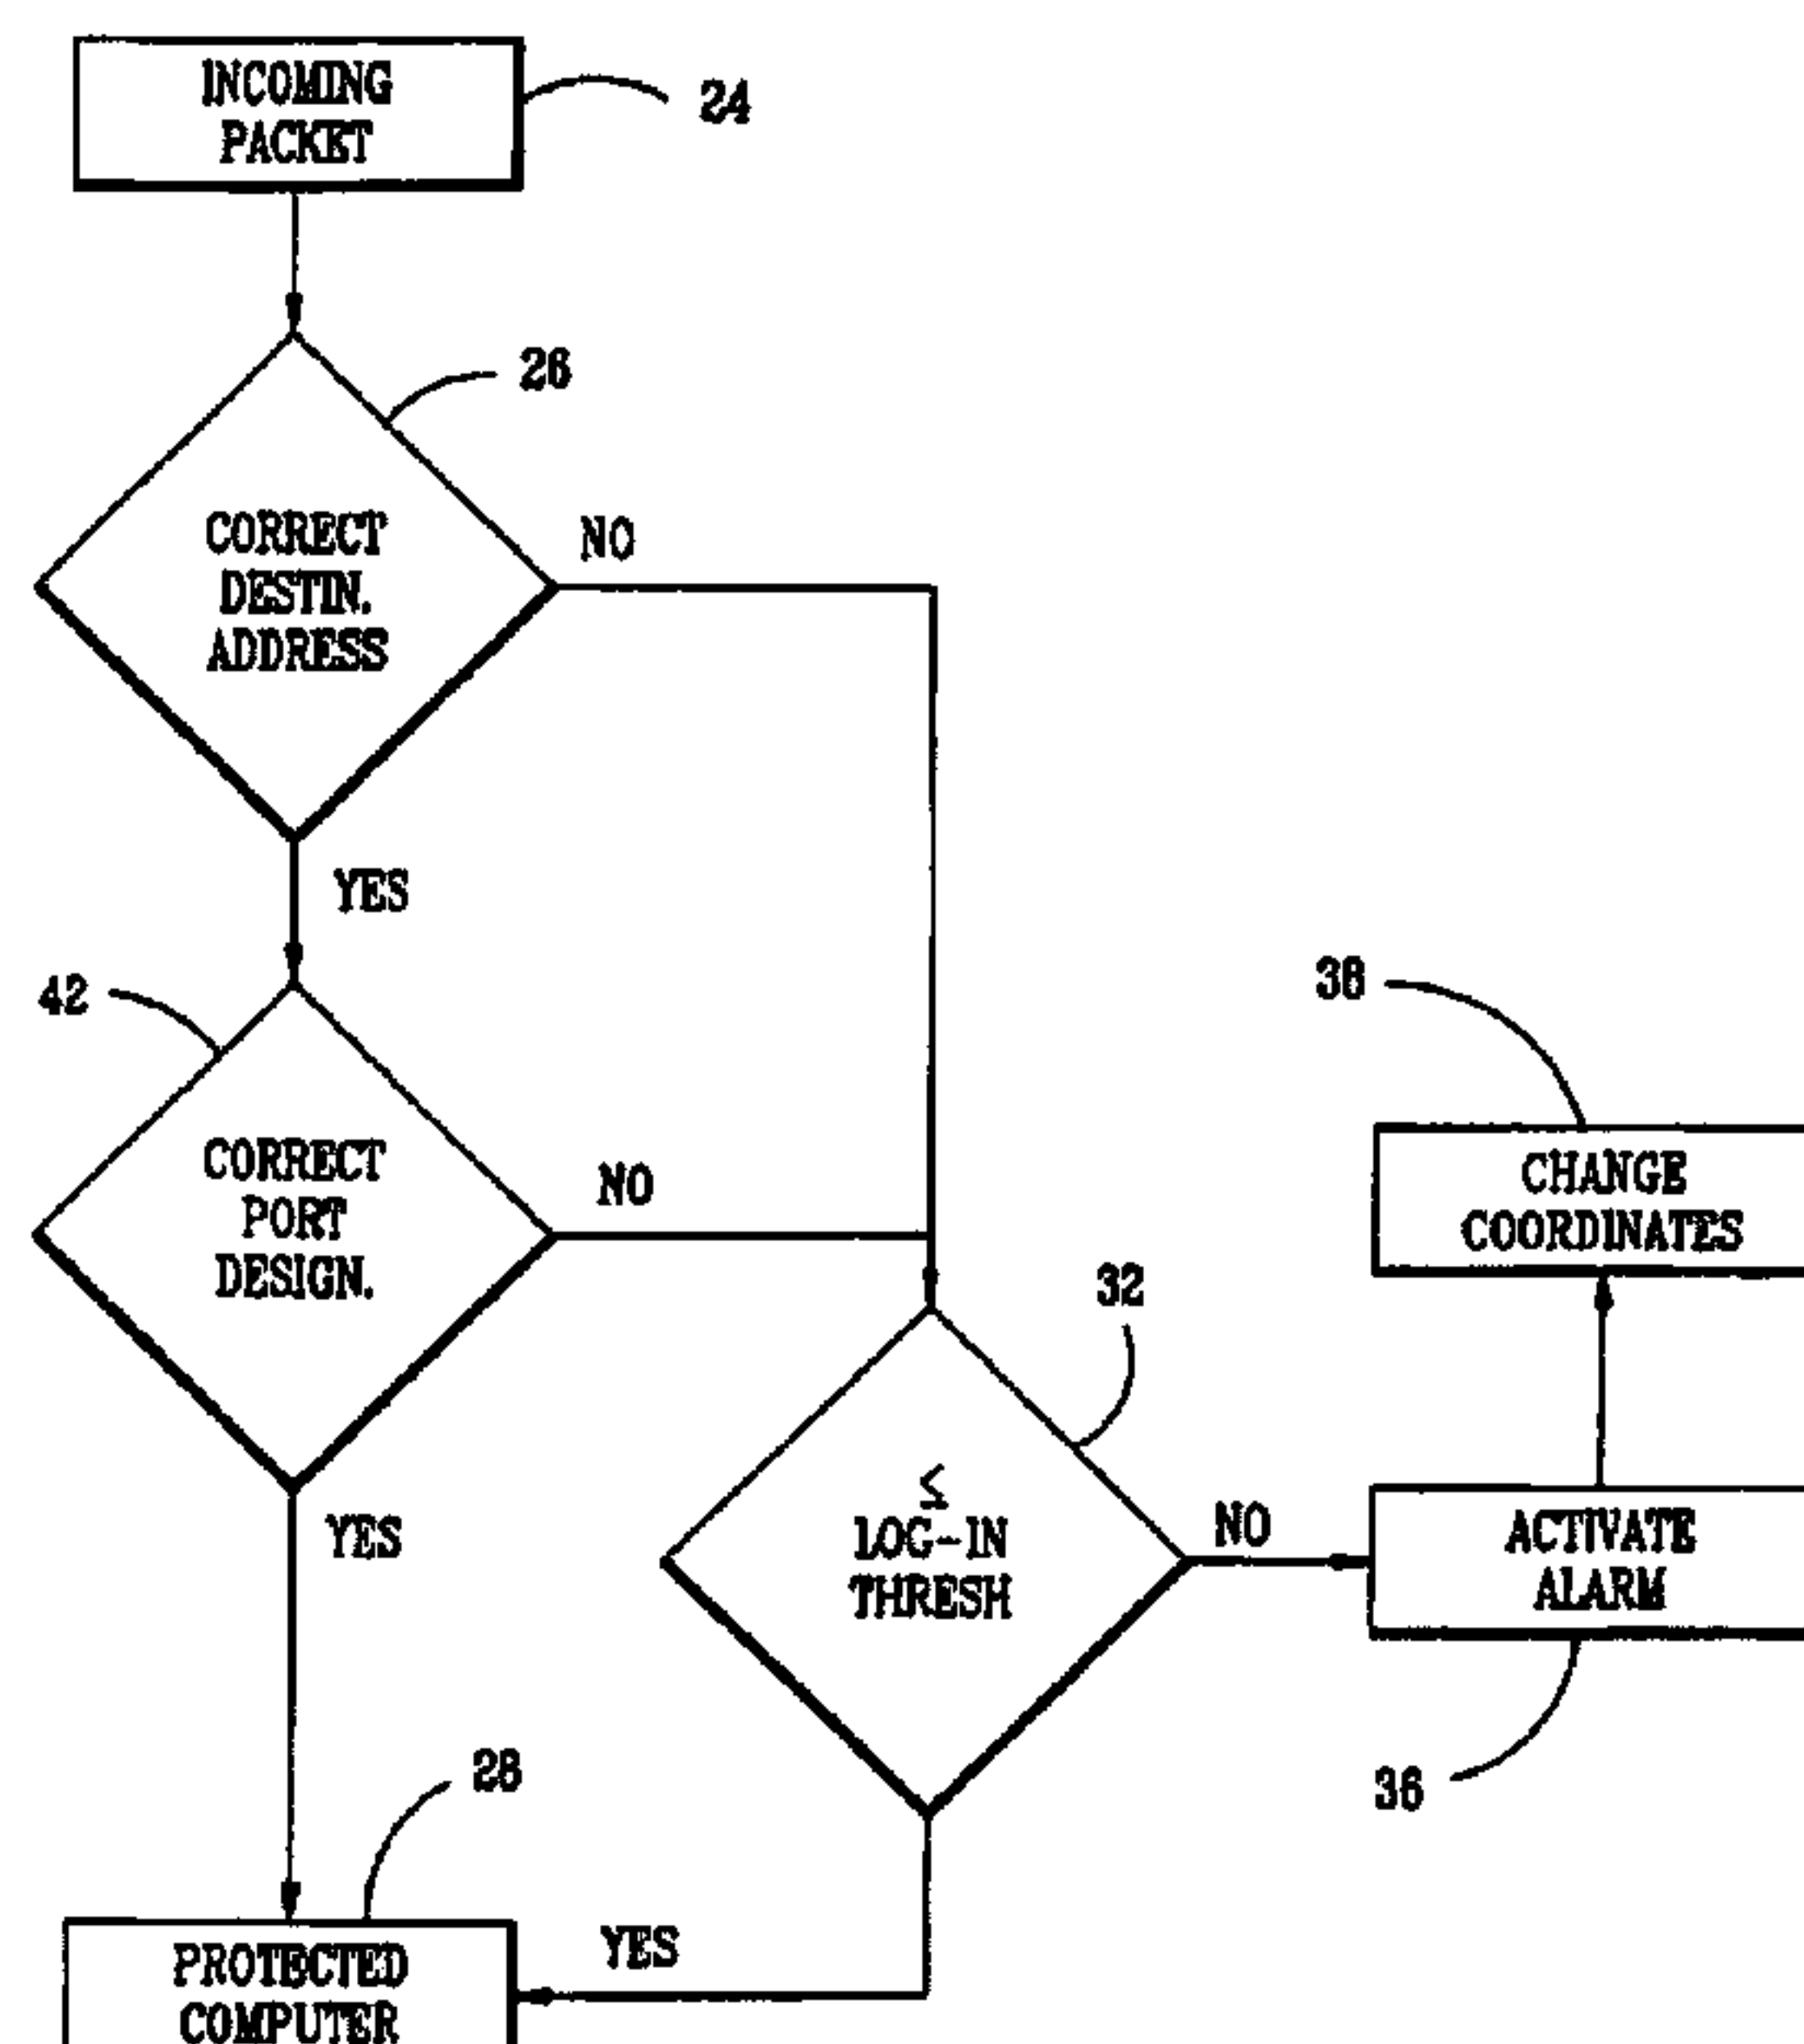 INCOMING
PACKET
24
26
CORRECT
DESTIN.
ADDRESS
NO
YES
42
CORRECT
PORT
DESIGN.
NO
YES
38
CHANGE
COORDINATES
32
≤
LOG-IN
THRESH
NO
ACTIVATE
ALARM
36
28
PROTECTED
COMPUTER
YES